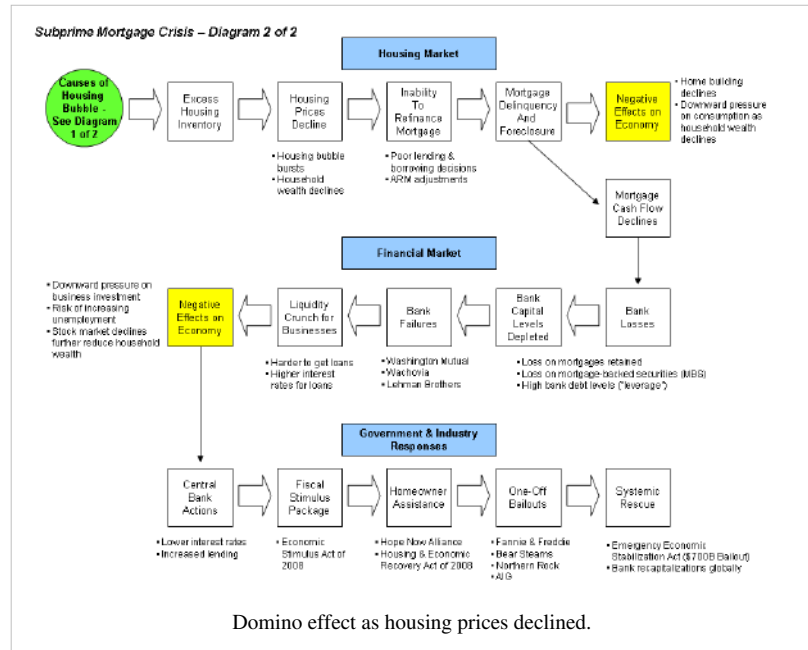 Subprime Mortgage Crisis – Diagram 2 of 2
Housing Market
Causes of
Housing
Bubble -
See Diagram
1 of 2
Excess
Housing
Inventory
Housing
Prices
Decline
Inability
To
Refinance
Mortgage
Mortgage
Delinquency
And
Foreclosure
Negative
Effects on
Economy
• Home building
declines
• Downward pressure
on consumption as
household wealth
declines
• Housing bubble
bursts
• Household
wealth declines
• Poor lending &
borrowing decisions
• ARM adjustments
Mortgage
Cash Flow
Declines
Financial Market
• Downward pressure on
business investment
• Risk of increasing
unemployment
• Stock market declines
further reduce household
wealth
Negative
Effects on
Economy
Liquidity
Crunch for
Businesses
Bank
Failures
Bank
Capital
Levels
Depleted
Bank
Losses
• Harder to get loans
• Higher interest
rates for loans
• Washington Mutual
• Wachovia
• Lehman Brothers
• Loss on mortgages retained
• Loss on mortgage-backed securities (MBS)
• High bank debt levels ("leverage")
Government & Industry
Responses
Central
Bank
Actions
Fiscal
Stimulus
Package
Homeowner
Assistance
One-Off
Bailouts
Systemic
Rescue
• Lower interest rates
• Increased lending
• Economic
Stimulus Act of
2008
• Hope Now Alliance
• Housing & Economic
Recovery Act of 2008
• Fannie & Freddie
• Bear Stearns
• Northern Rock
• AIG
• Emergency Economic
Stabilization Act ($700B Bailout)
• Bank recapitalizations globally
Domino effect as housing prices declined.